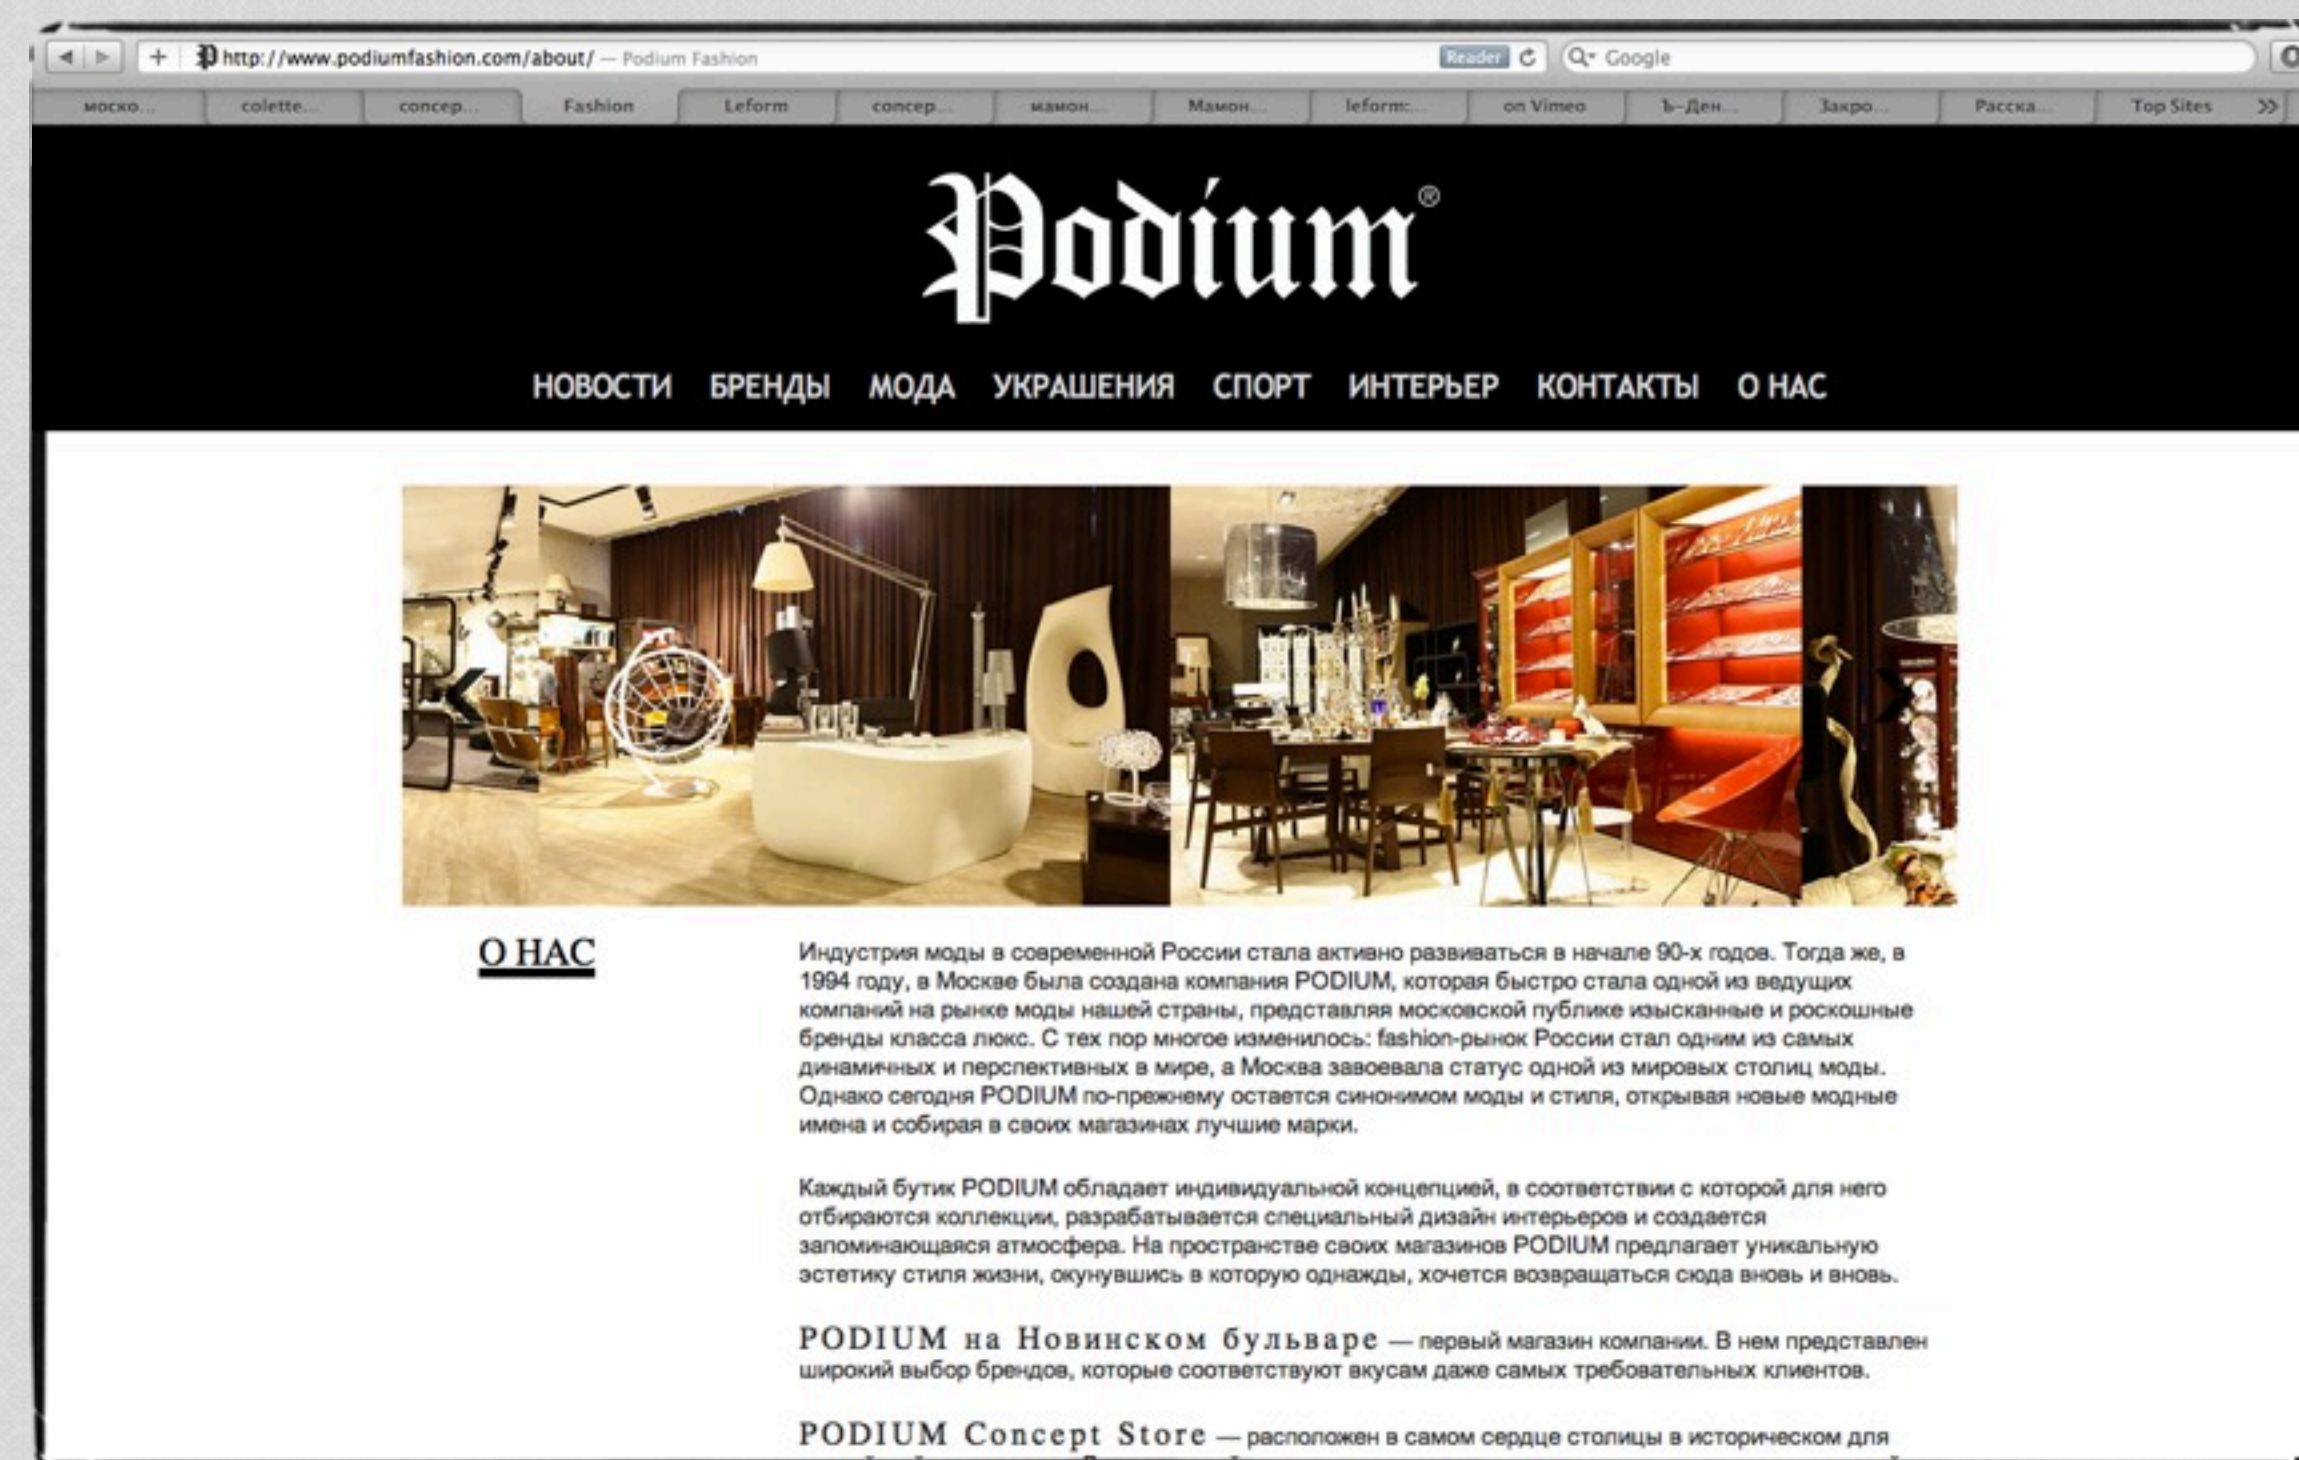 http://www.podiumfashion.com/about/ — Podium Fashion
Reader
Google
моско...
colette...
concep...
Fashion
Leform
concep...
мамон...
Мамон...
leform:...
on Vimeo
Ъ-Ден...
Закро...
Расска...
Top Sites
Podium®
НОВОСТИ БРЕНДЫ МОДА УКРАШЕНИЯ СПОРТ ИНТЕРЬЕР КОНТАКТЫ О НАС
О НАС
Индустрия моды в современной России стала активно развиваться в начале 90-х годов. Тогда же, в
1994 году, в Москве была создана компания PODIUM, которая быстро стала одной из ведущих
компаний на рынке моды нашей страны, представляя московской публике изысканные и роскошные
бренды класса люкс. С тех пор многое изменилось: fashion-рынок России стал одним из самых
динамичных и перспективных в мире, а Москва завоевала статус одной из мировых столиц моды.
Однако сегодня PODIUM по-прежнему остается синонимом моды и стиля, открывая новые модные
имена и собирая в своих магазинах лучшие марки.
Каждый бутик PODIUM обладает индивидуальной концепцией, в соответствии с которой для него
отбираются коллекции, разрабатывается специальный дизайн интерьеров и создается
запоминающаяся атмосфера. На пространстве своих магазинов PODIUM предлагает уникальную
эстетику стиля жизни, окунувшись в которую однажды, хочется возвращаться сюда вновь и вновь.
PODIUM на Новинском бульваре — первый магазин компании. В нем представлен
широкий выбор брендов, которые соответствуют вкусам даже самых требовательных клиентов.
PODIUM Concept Store — расположен в самом сердце столицы в историческом для